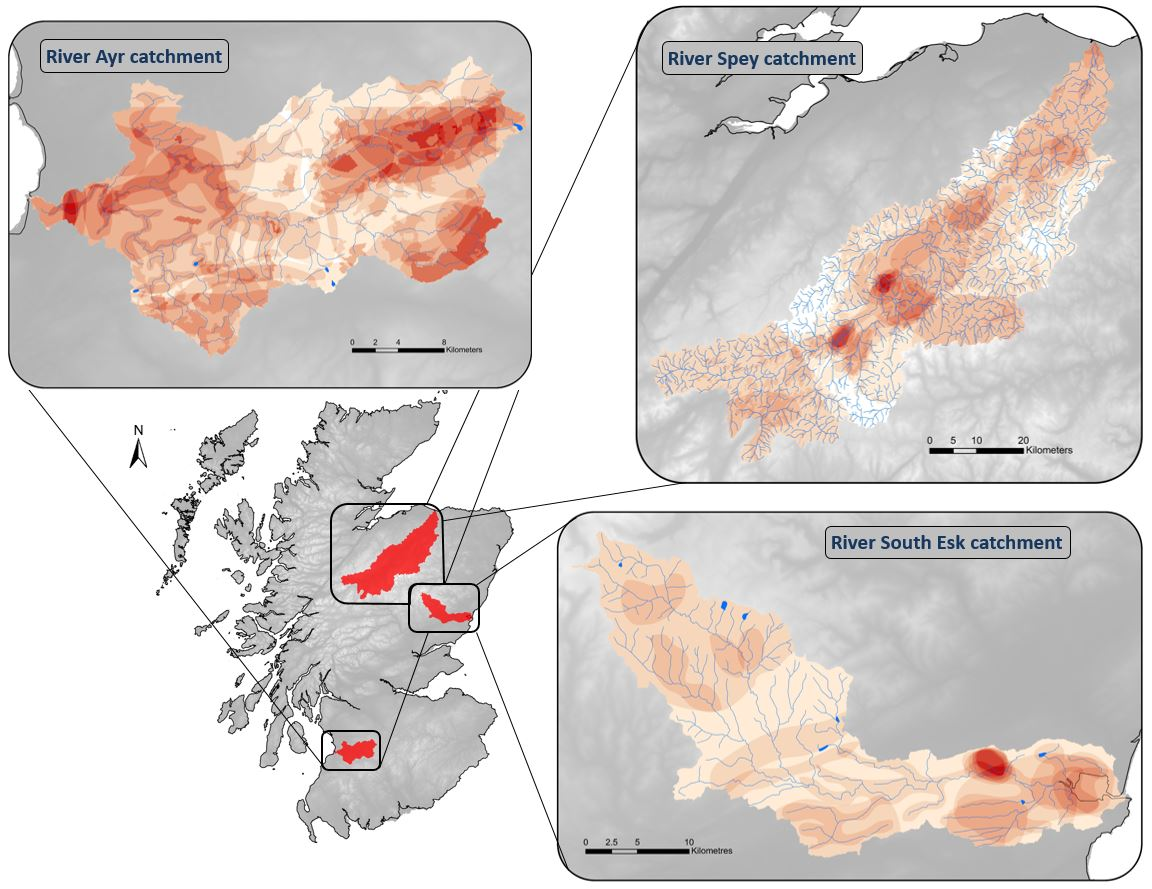 River Ayr catchment
0 2 4 8
Kilometers
River Spey catchment
0 5 10 20
Kilometers
N
River South Esk catchment
0 2.5 5 10
Kilometres